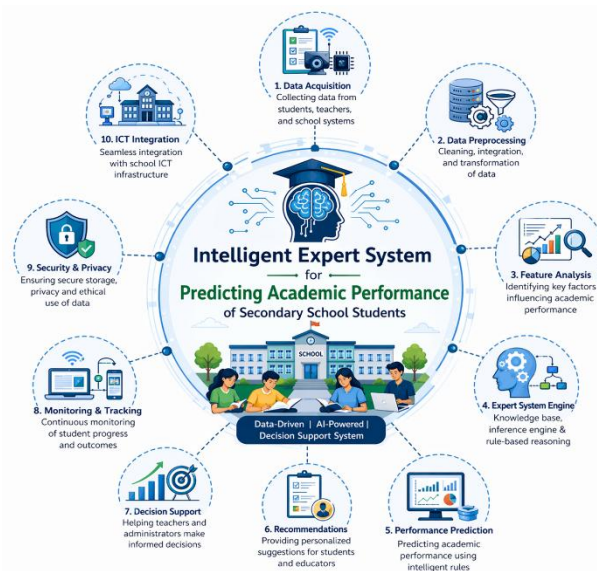 Intelligent Expert System
for
Predicting Academic Performance
of Secondary School Students
SCHOOL
Data-Driven | AI-Powered |
Decision Support System
1. Data Acquisition
Collecting data from
students, teachers,
and school systems
2. Data Preprocessing
Cleaning, integration,
and transformation
of data
3. Feature Analysis
Identifying key factors
influencing academic
performance
4. Expert System Engine
Knowledge base,
inference engine &
rule-based reasoning
5. Performance Prediction
Predicting academic
performance using
intelligent rules
6. Recommendations
Providing personalized
suggestions for students
and educators
7. Decision Support
Helping teachers and
administrators make
informed decisions
8. Monitoring & Tracking
Continuous monitoring
of student progress
and outcomes
9. Security & Privacy
Ensuring secure storage,
privacy and ethical
use of data
10. ICT Integration
Seamless integration
with school ICT
infrastructure